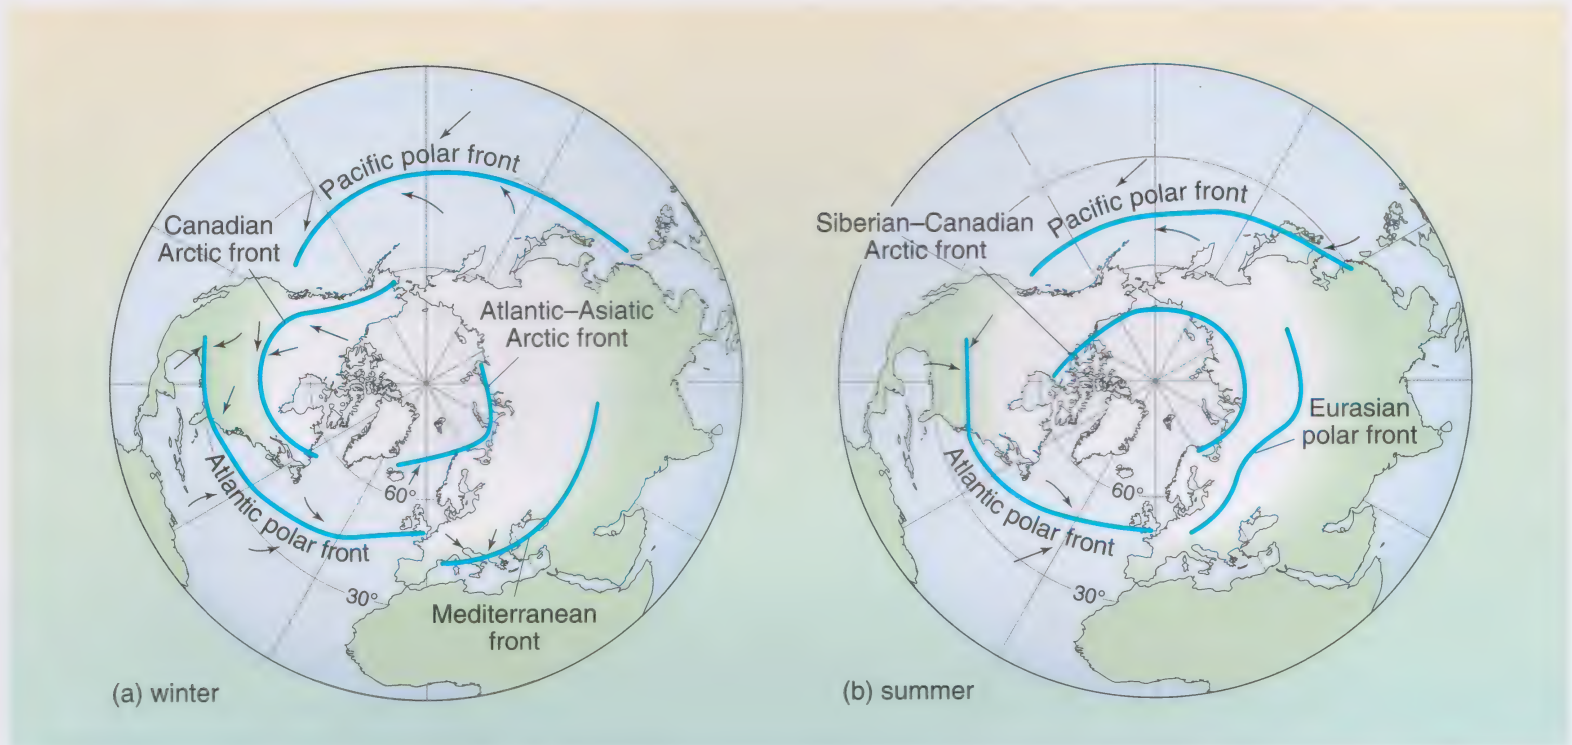 Pacific polar front
Canadian
Arctic front
Atlantic–Asiatic
Arctic front
60°
Atlantic polar front
30°
Mediterranean
front
(a) winter
Pacific polar front
Siberian–Canadian
Arctic front
Eurasian
polar front
60°
Atlantic polar front
30°
(b) summer